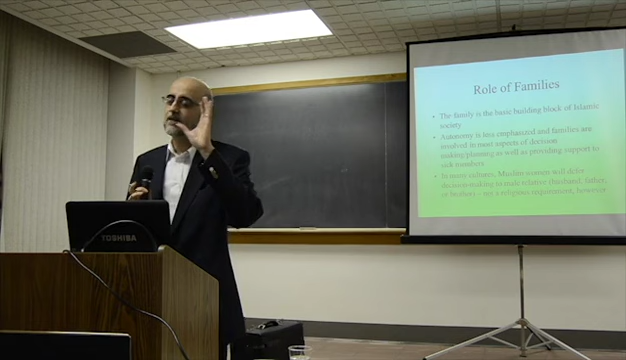 Role of Families
• The family is the basic building block of Islamic
society
• Autonomy is less emphasized and families are
involved in most aspects of decision
making/planning as well as providing support to
sick members
• In many cultures, Muslim women will defer
decision-making to male relative (husband, father,
or brother) – not a religious requirement, however
TOSHIBA